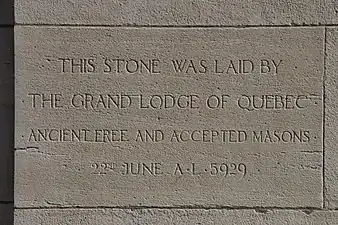 · THIS STONE WAS LAID BY ·
· THE GRAND LODGE OF QUEBEC ·
· ANCIENT, FREE AND ACCEPTED MASONS ·
· 22ND JUNE A·L·5929 ·